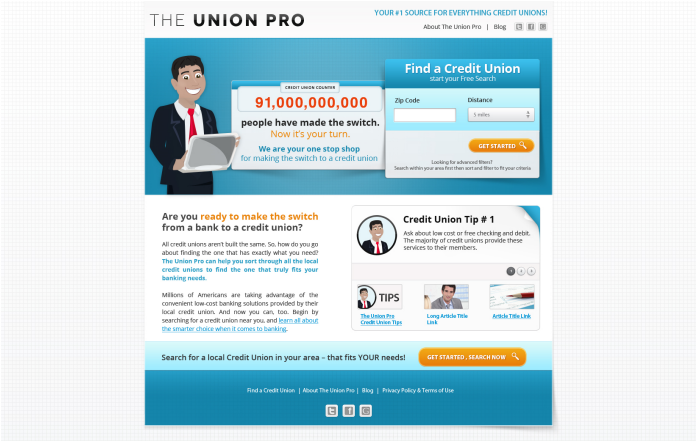 THE UNION PRO
YOUR #1 SOURCE FOR EVERYTHING CREDIT UNIONS!
About The Union Pro | Blog
CREDIT UNION COUNTER
91,000,000,000
people have made the switch.
Now it's your turn.
We are your one stop shop
for making the switch to a credit union
Find a Credit Union
start your Free Search
Zip Code
Distance
5 miles
GET STARTED
Looking for advanced filters?
Search within your area first then sort and filter to fit your criteria
Are you ready to make the switch
from a bank to a credit union?
All credit unions aren't built the same. So, how do you go
about finding the one that has exactly what you need?
The Union Pro can help you sort through all the local
credit unions to find the one that truly fits your
banking needs.
Millions of Americans are taking advantage of the
convenient low-cost banking solutions provided by their
local credit union. And now you can, too. Begin by
searching for a credit union near you, and learn all about
the smarter choice when it comes to banking.
Credit Union Tip # 1
Ask about low cost or free checking and debit.
The majority of credit unions provide these
services to their members.
TIPS
The Union Pro
Credit Union Tips
Long Article Title
Link
Article Title Link
Search for a local Credit Union in your area – that fits YOUR needs!
GET STARTED , SEARCH NOW
Find a Credit Union | About The Union Pro | Blog | Privacy Policy & Terms of Use